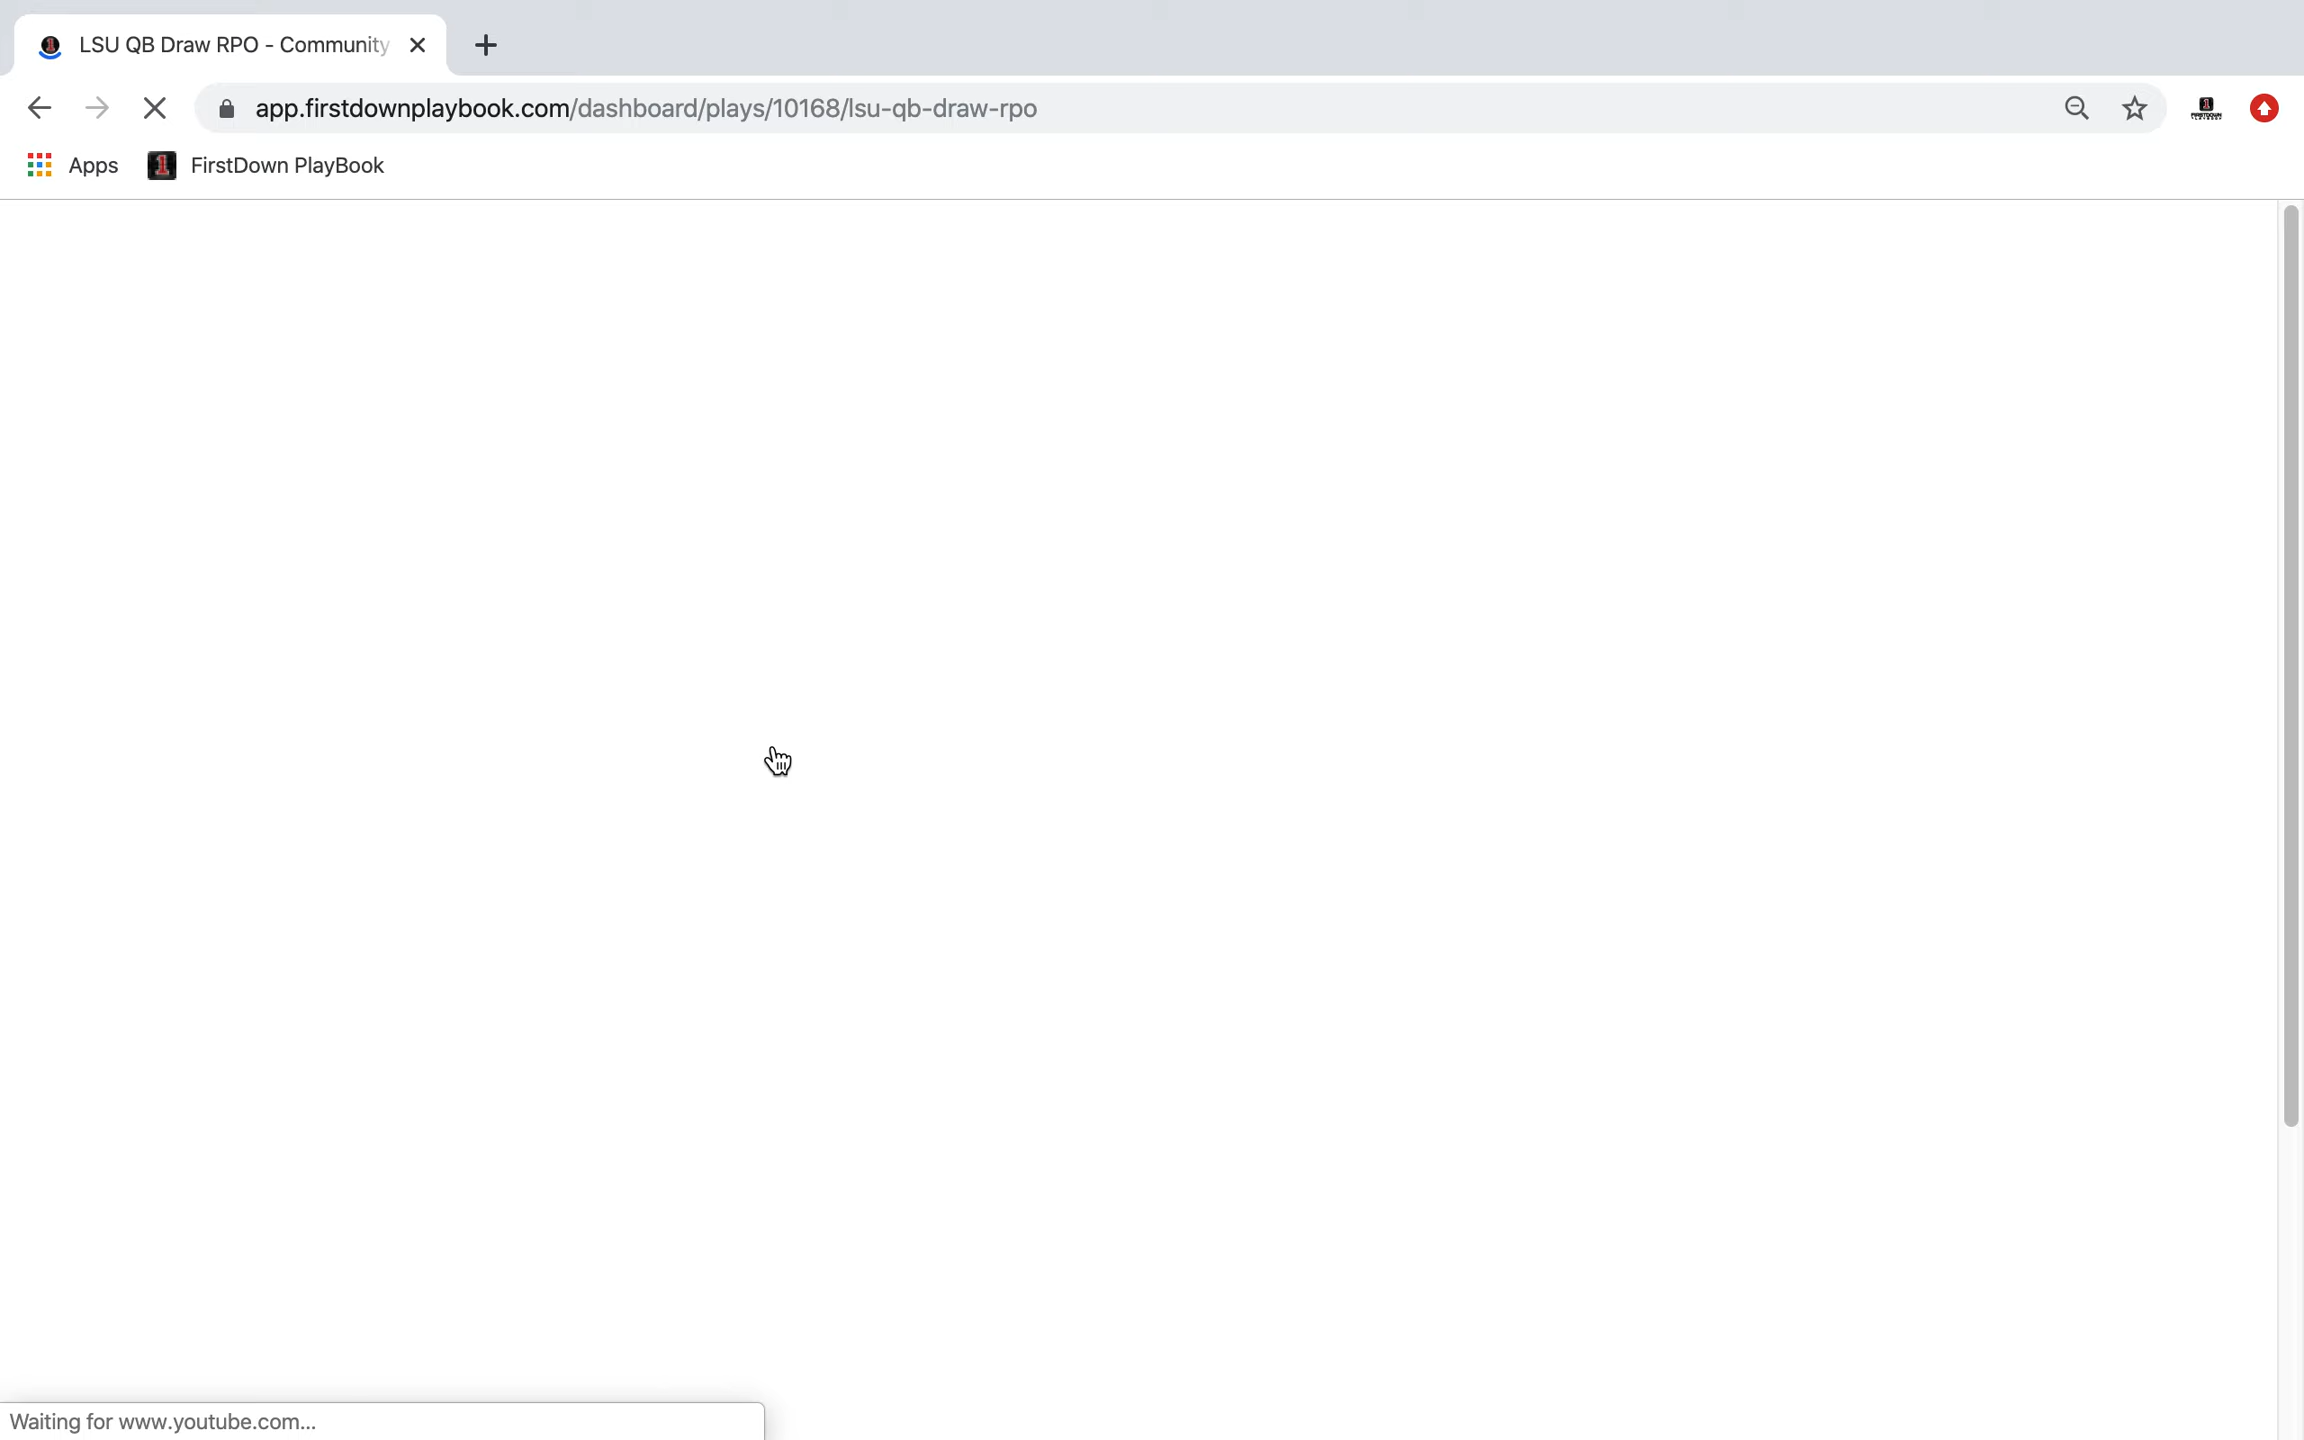 LSU QB Draw RPO - Community
app.firstdownplaybook.com/dashboard/plays/10168/lsu-qb-draw-rpo
Apps
FirstDown PlayBook
Waiting for www.youtube.com...